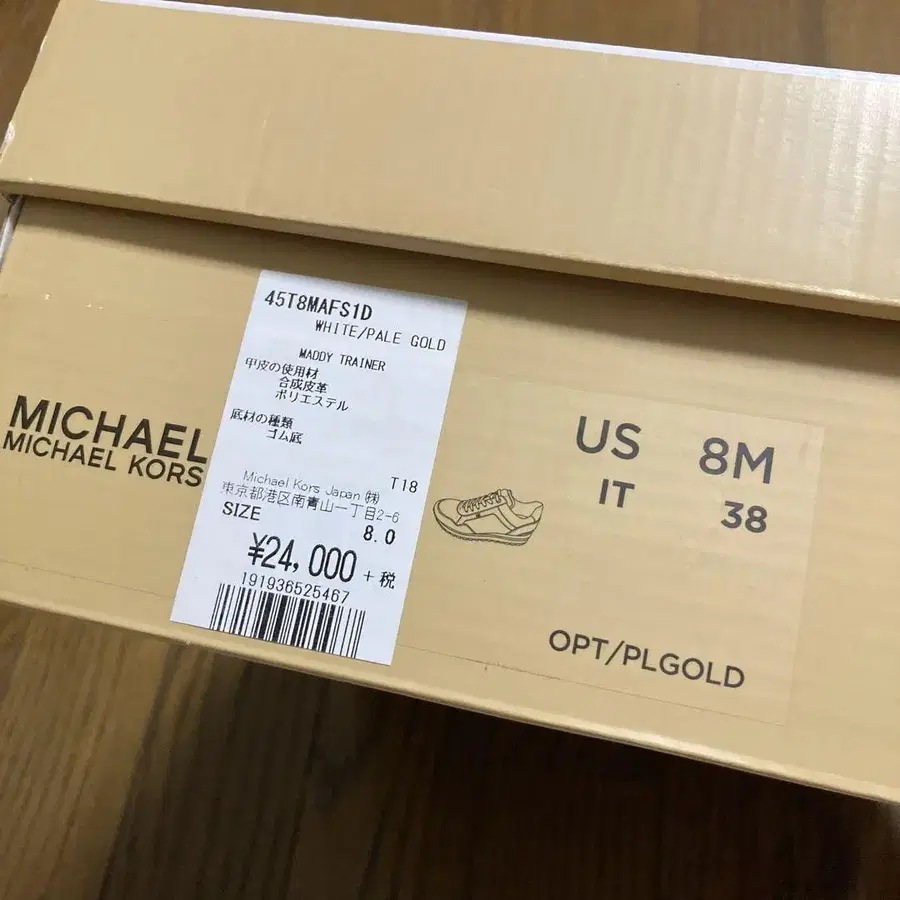 45T8MAFS1D
WHITE/PALE GOLD
MADDY TRAINER
甲皮の使用材
合成皮革
ポリエステル
底材の種類
ゴム底
T18
Michael Kors Japan ㈱
東京都港区南青山一丁目2-6
SIZE
8.0
¥24,000 +税
191936525467
MICHAEL
MICHAEL KORS
US 8M
IT 38
OPT/PLGOLD